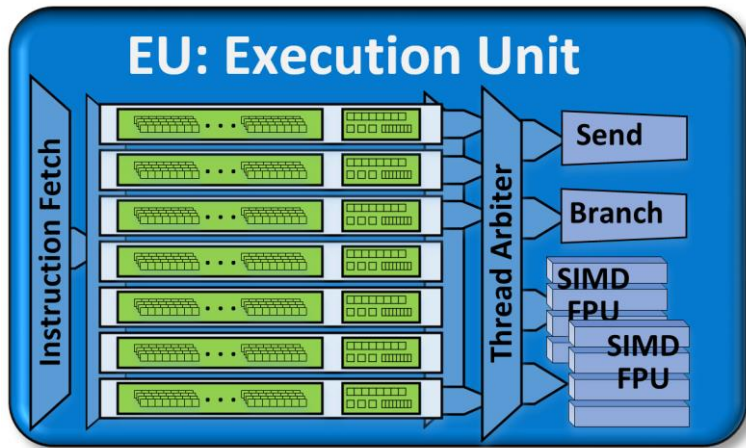 EU: Execution Unit
Instruction Fetch
Thread Arbiter
Send
Branch
SIMD
FPU
SIMD
FPU